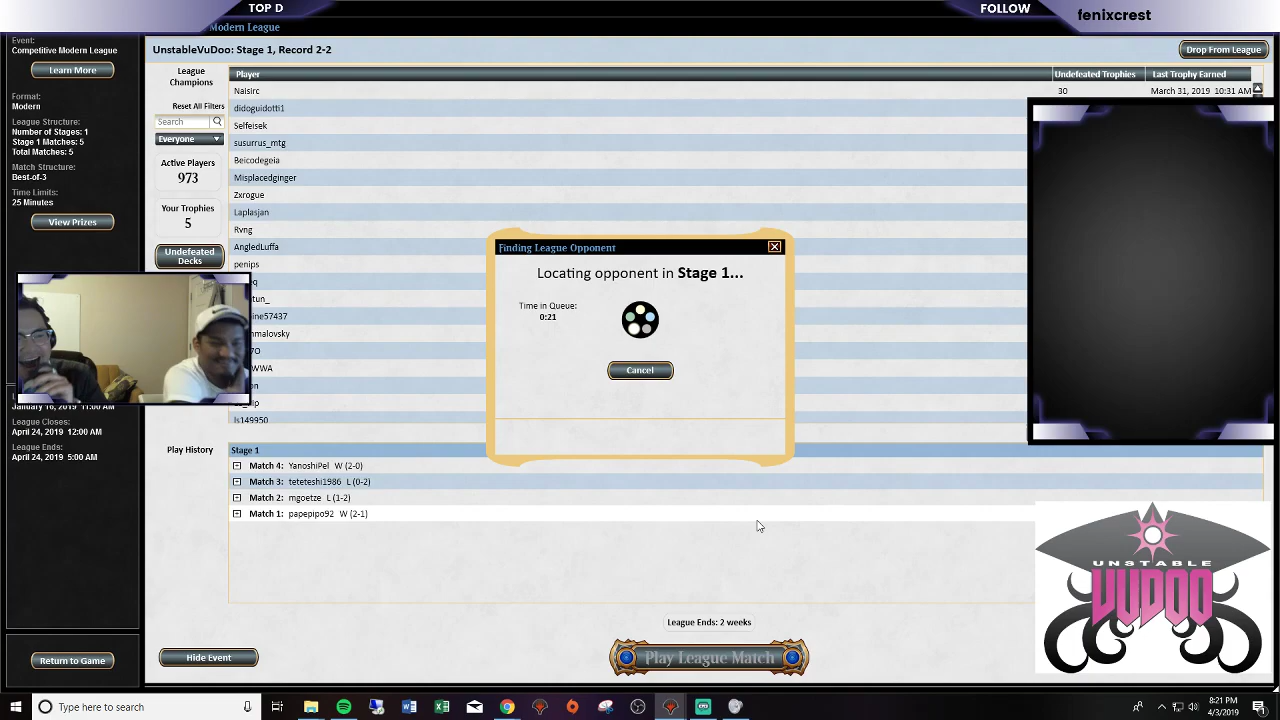 TOP D
FOLLOW
fenixcrest
Modern League
Event:
Competitive Modern League
Learn More
Format:
Modern
League Structure:
Number of Stages: 1
Stage 1 Matches: 5
Total Matches: 5
Match Structure:
Best-of-3
Time Limits:
25 Minutes
View Prizes
January 16, 2019 11:00 AM
League Closes:
April 24, 2019 12:00 AM
League Ends:
April 24, 2019 5:00 AM
Return to Game
UnstableVuDoo: Stage 1, Record 2-2
Drop From League
League
Champions
Reset All Filters
Search
Everyone
Active Players
973
Your Trophies
5
Undefeated
Decks
Player
Undefeated Trophies
Last Trophy Earned
Nalsirc
30
March 31, 2019 10:31 AM
didoguidotti1
Selfeisek
susurrus_mtg
Beicodegeia
Misplacedginger
Zxrogue
Laplasjan
Rvng
AngledLuffa
penips
ls149950
Finding League Opponent
Locating opponent in Stage 1...
Time in Queue:
0:21
Cancel
Play History
Stage 1
Match 4: YanoshiPel W (2-0)
Match 3: teteteshi1986 L (0-2)
Match 2: mgoetze L (1-2)
Match 1: papepipo92 W (2-1)
League Ends: 2 weeks
Hide Event
Play League Match
UNSTABLE
VUDOO
Type here to search
8:21 PM
4/3/2019